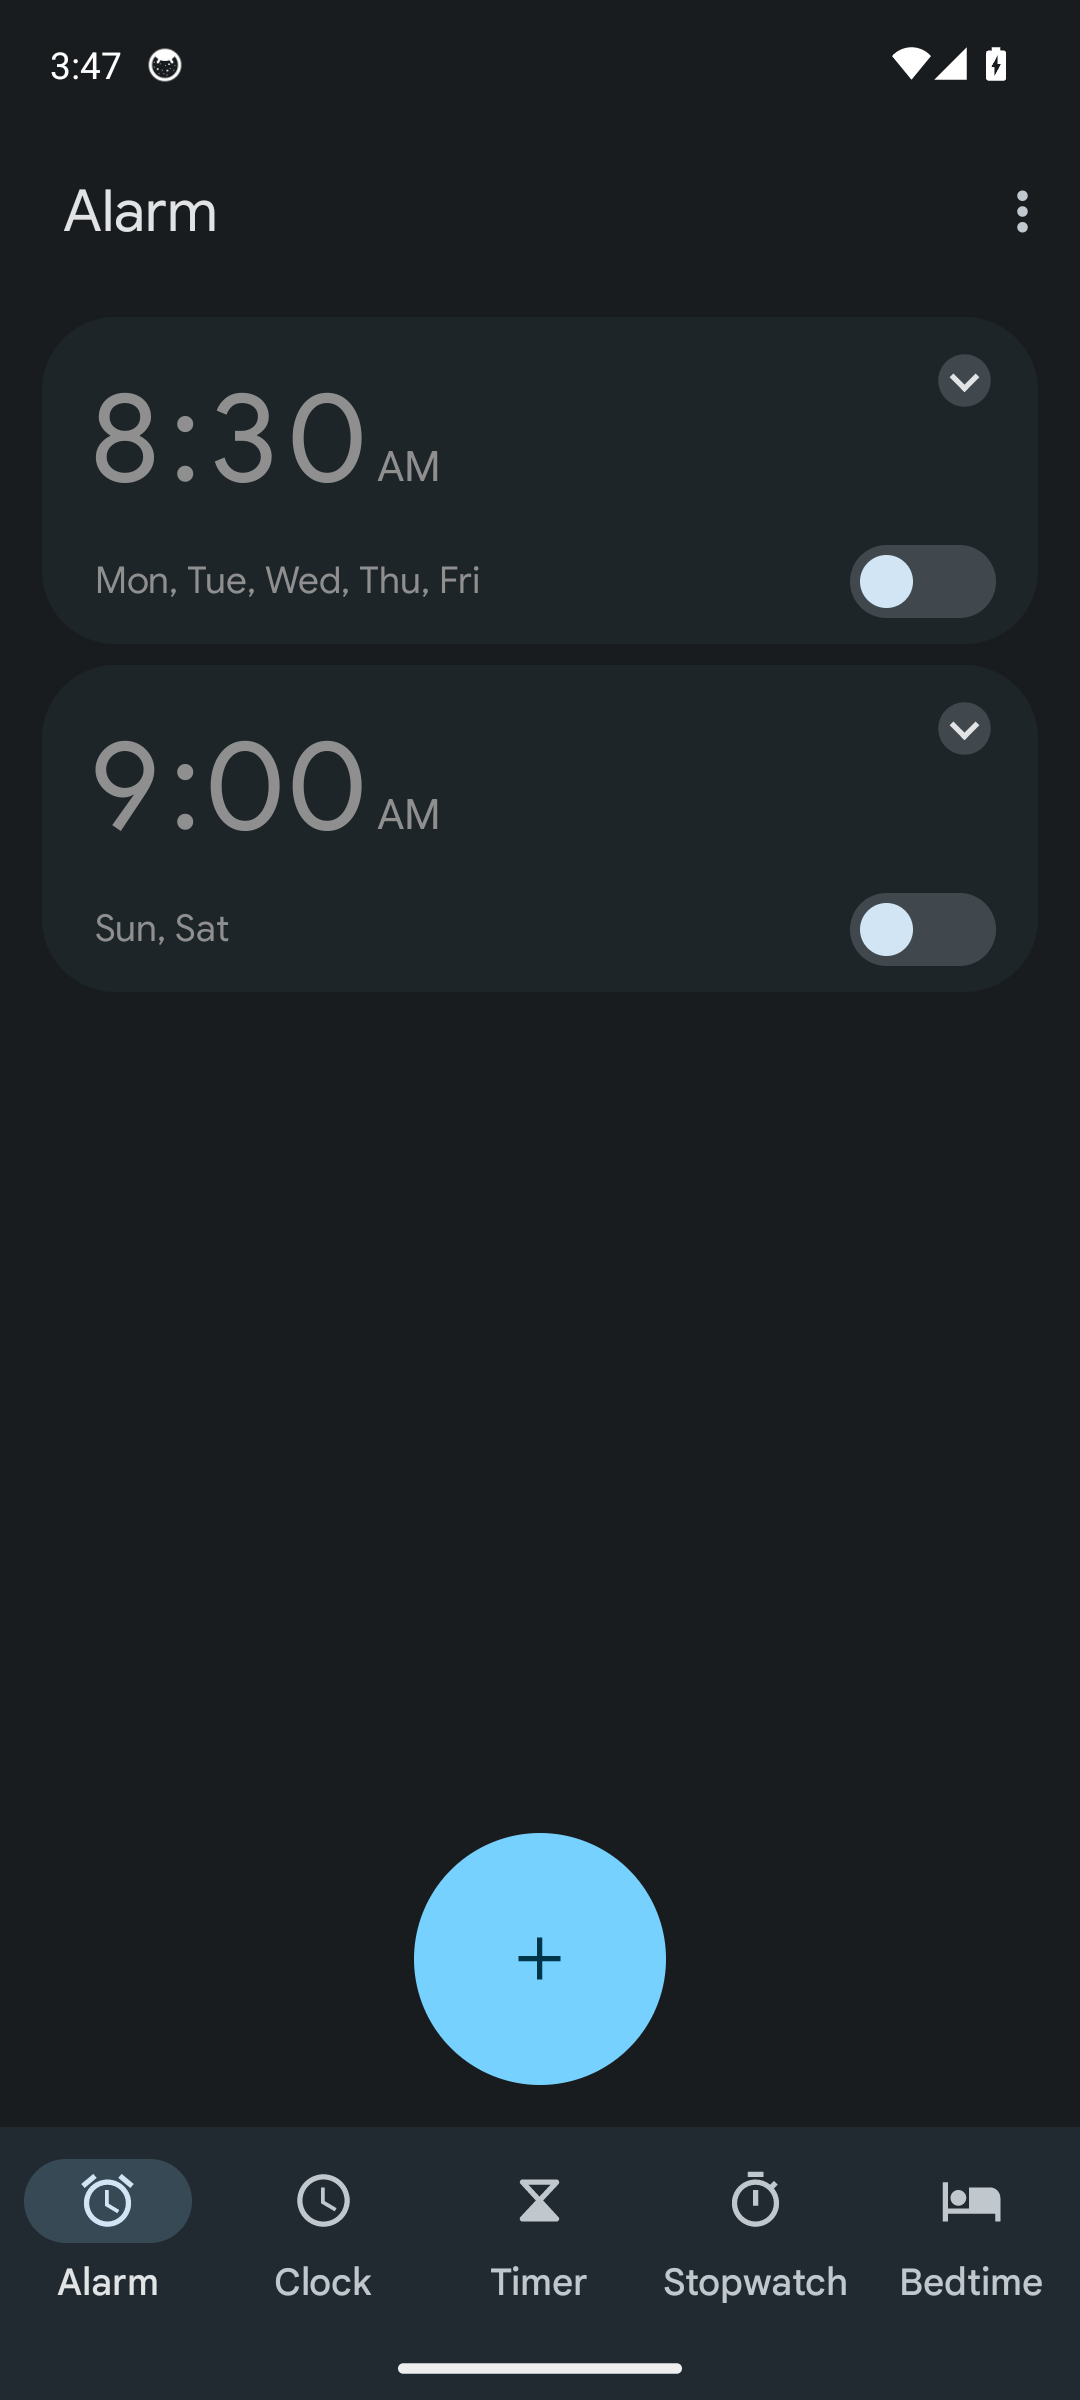 3:47
Alarm
8:30 AM
Mon, Tue, Wed, Thu, Fri
9:00 AM
Sun, Sat
Alarm
Clock
Timer
Stopwatch
Bedtime